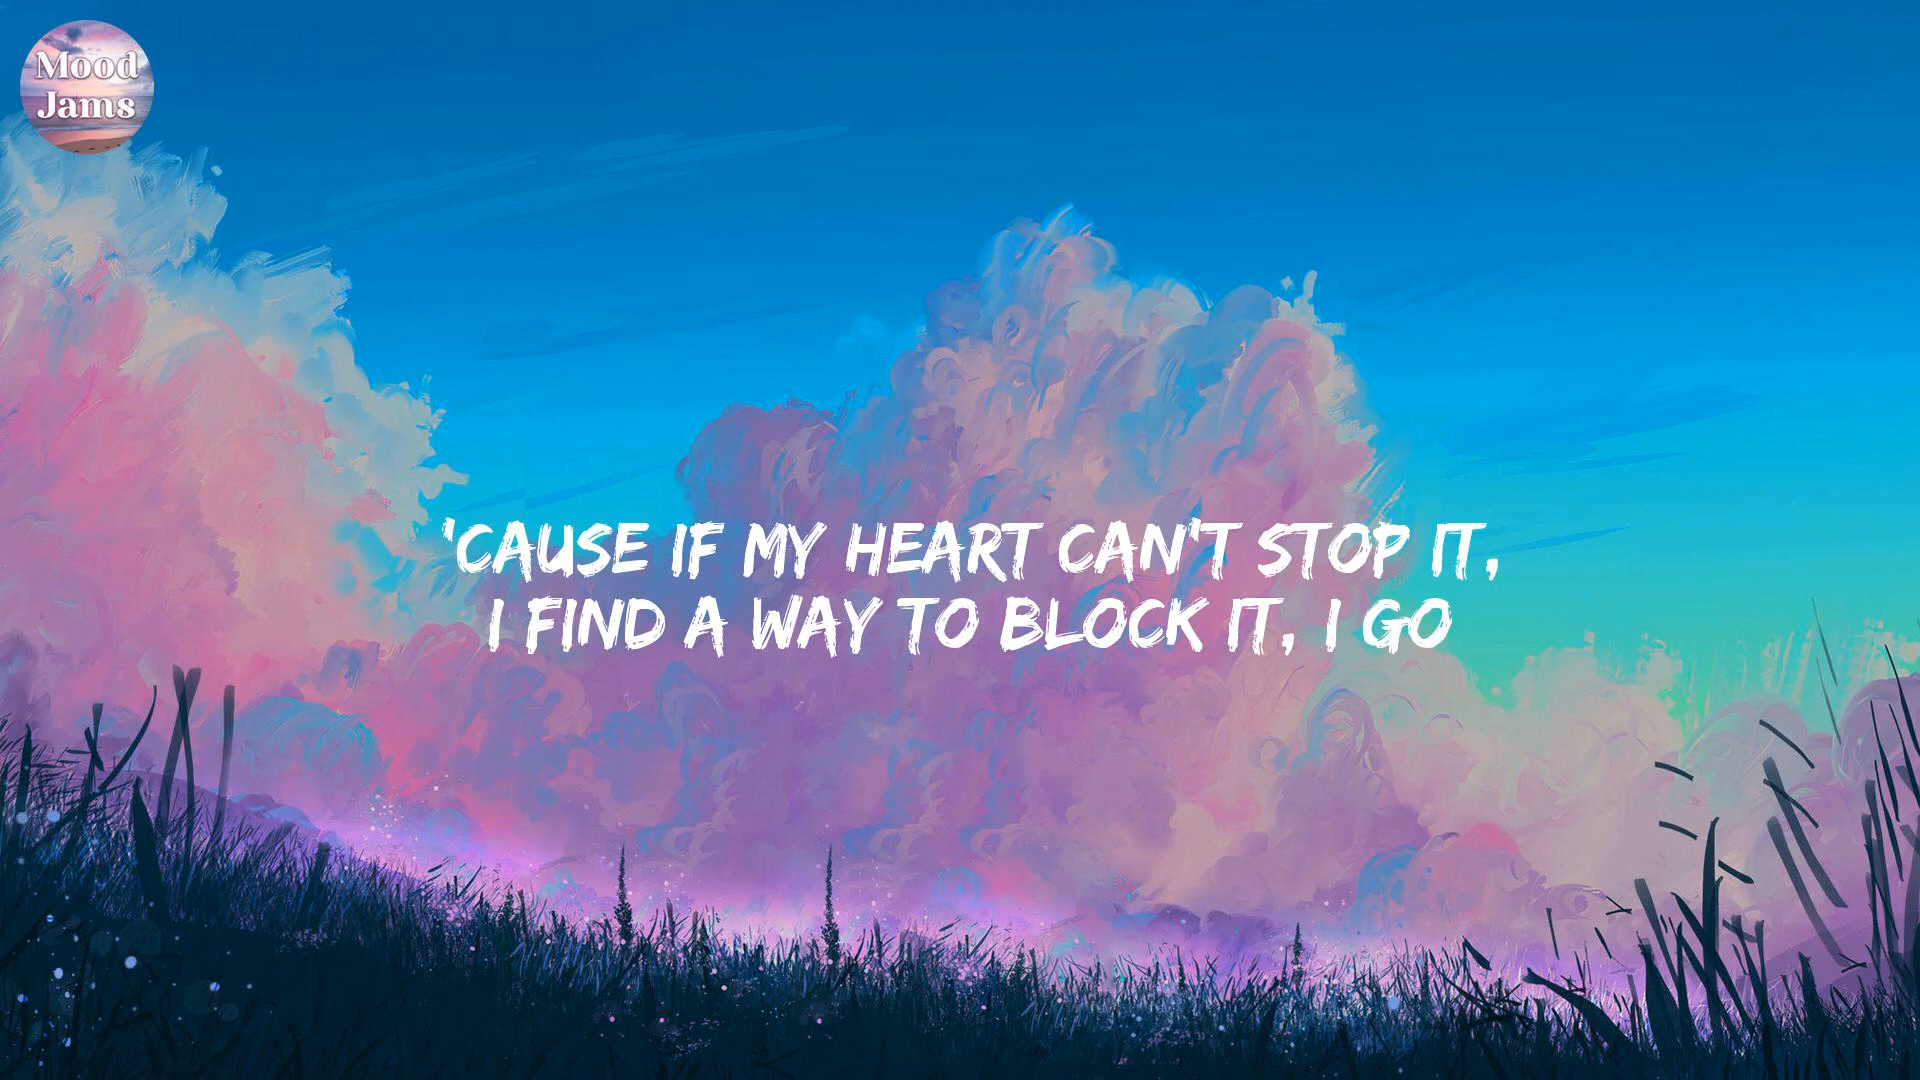 Mood
Jams
'CAUSE IF MY HEART CAN'T STOP IT,
I FIND A WAY TO BLOCK IT, I GO